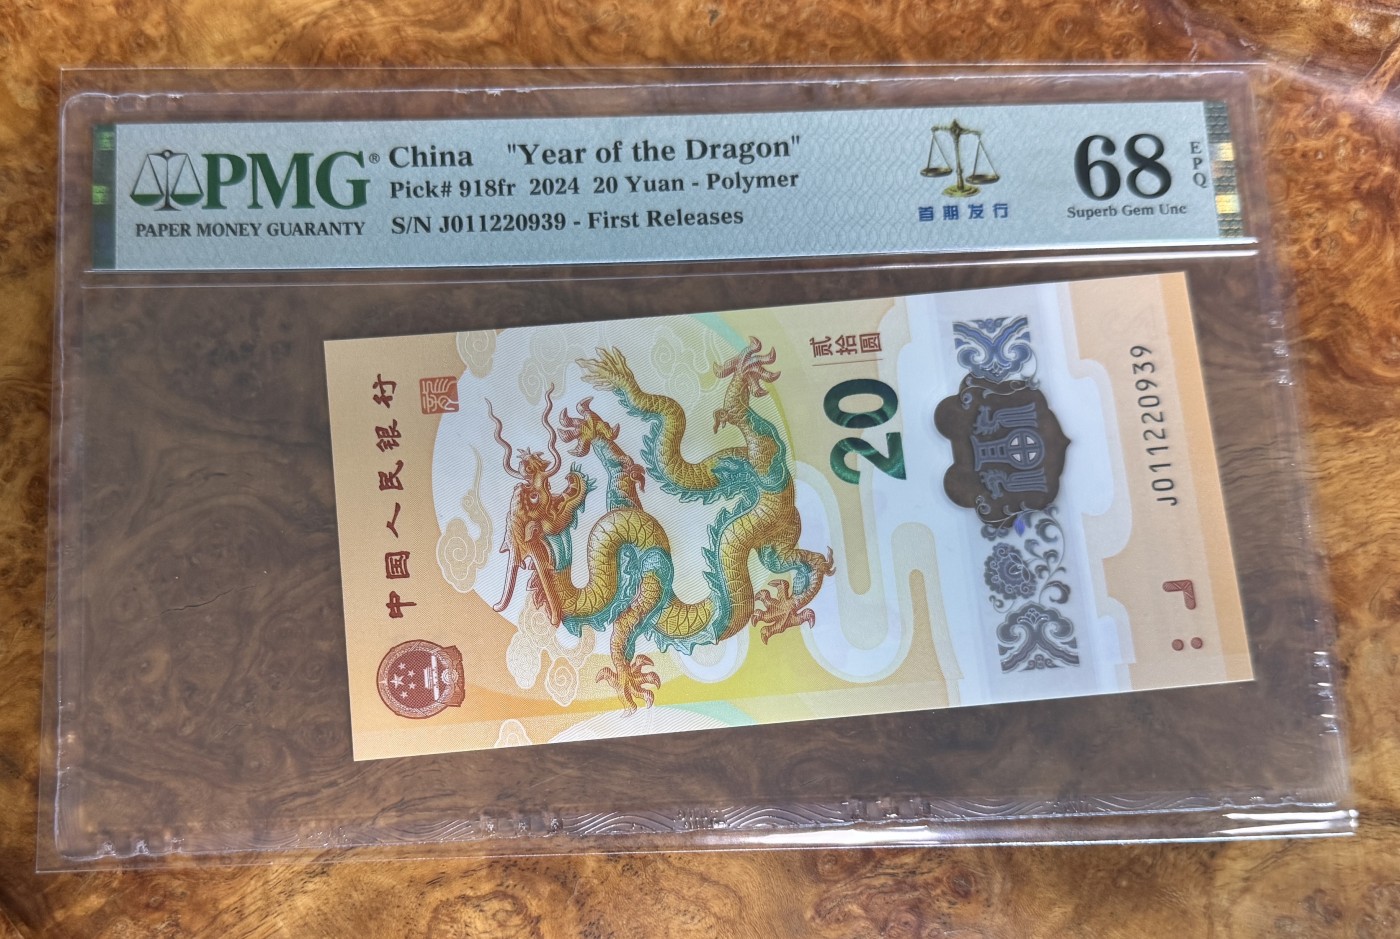 PMG®
PAPER MONEY GUARANTY
China "Year of the Dragon"
Pick# 918fr 2024 20 Yuan - Polymer
S/N J011220939 - First Releases
首期发行
68
EPQ
Superb Gem Unc
中国人民银行
贰拾圆
20
J011220939